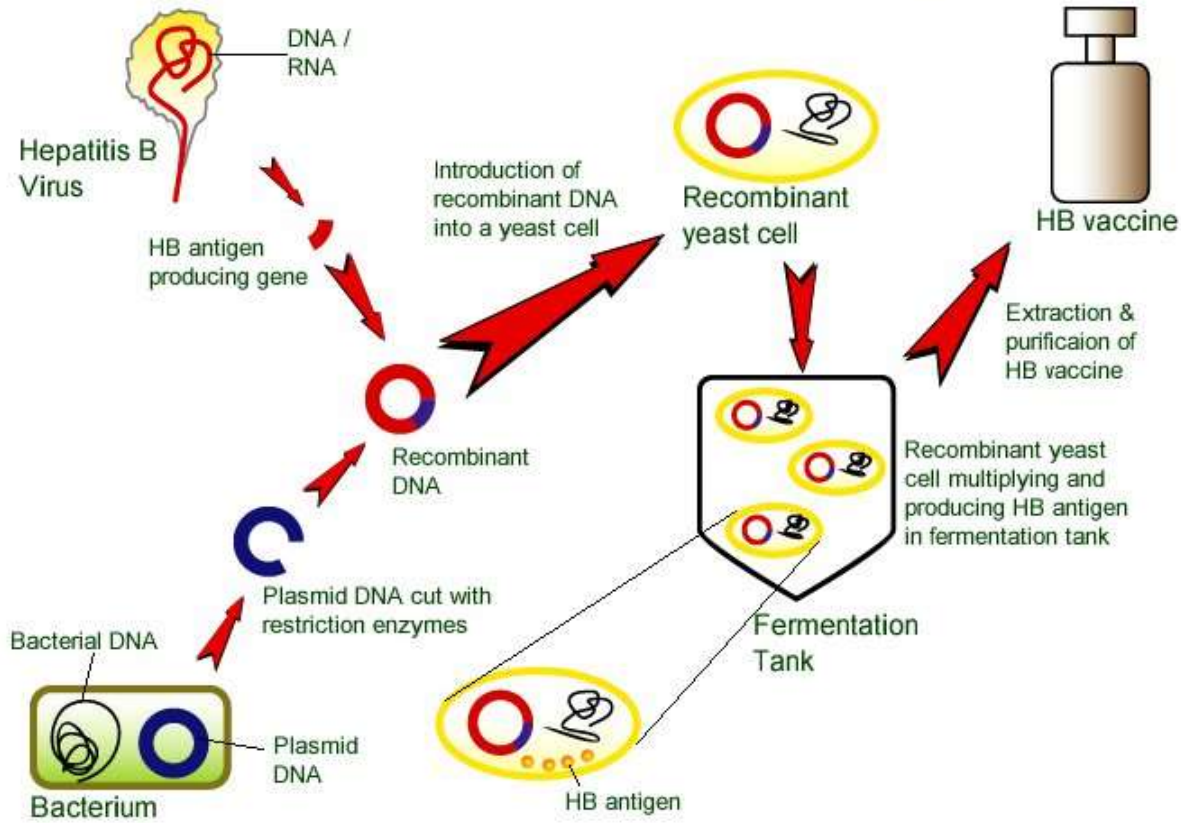 DNA /
RNA
Hepatitis B
Virus
HB antigen
producing gene
Introduction of
recombinant DNA
into a yeast cell
Recombinant
yeast cell
HB vaccine
Extraction &
purificaion of
HB vaccine
Recombinant
DNA
Recombinant yeast
cell multiplying and
producing HB antigen
in fermentation tank
Plasmid DNA cut with
restriction enzymes
Fermentation
Tank
Bacterial DNA
Plasmid
DNA
Bacterium
HB antigen